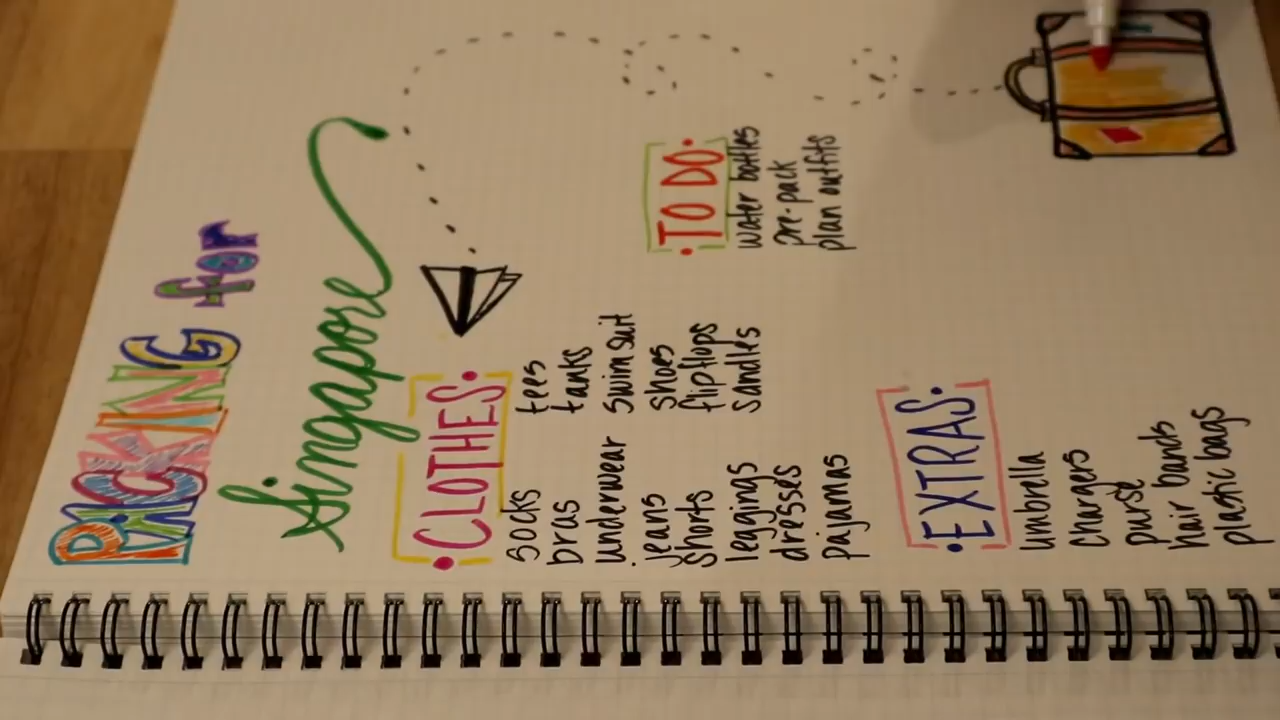 PACKING for
Singapore
CLOTHES
socks
bras
underwear
jeans
shorts
leggings
dresses
pajamas
tees
tanks
swimsuit
shoes
flipflops
sandles
TO DO
water bottles
pre-pack
plan outfits
EXTRAS
umbrella
chargers
purse
hair bands
plastic bags